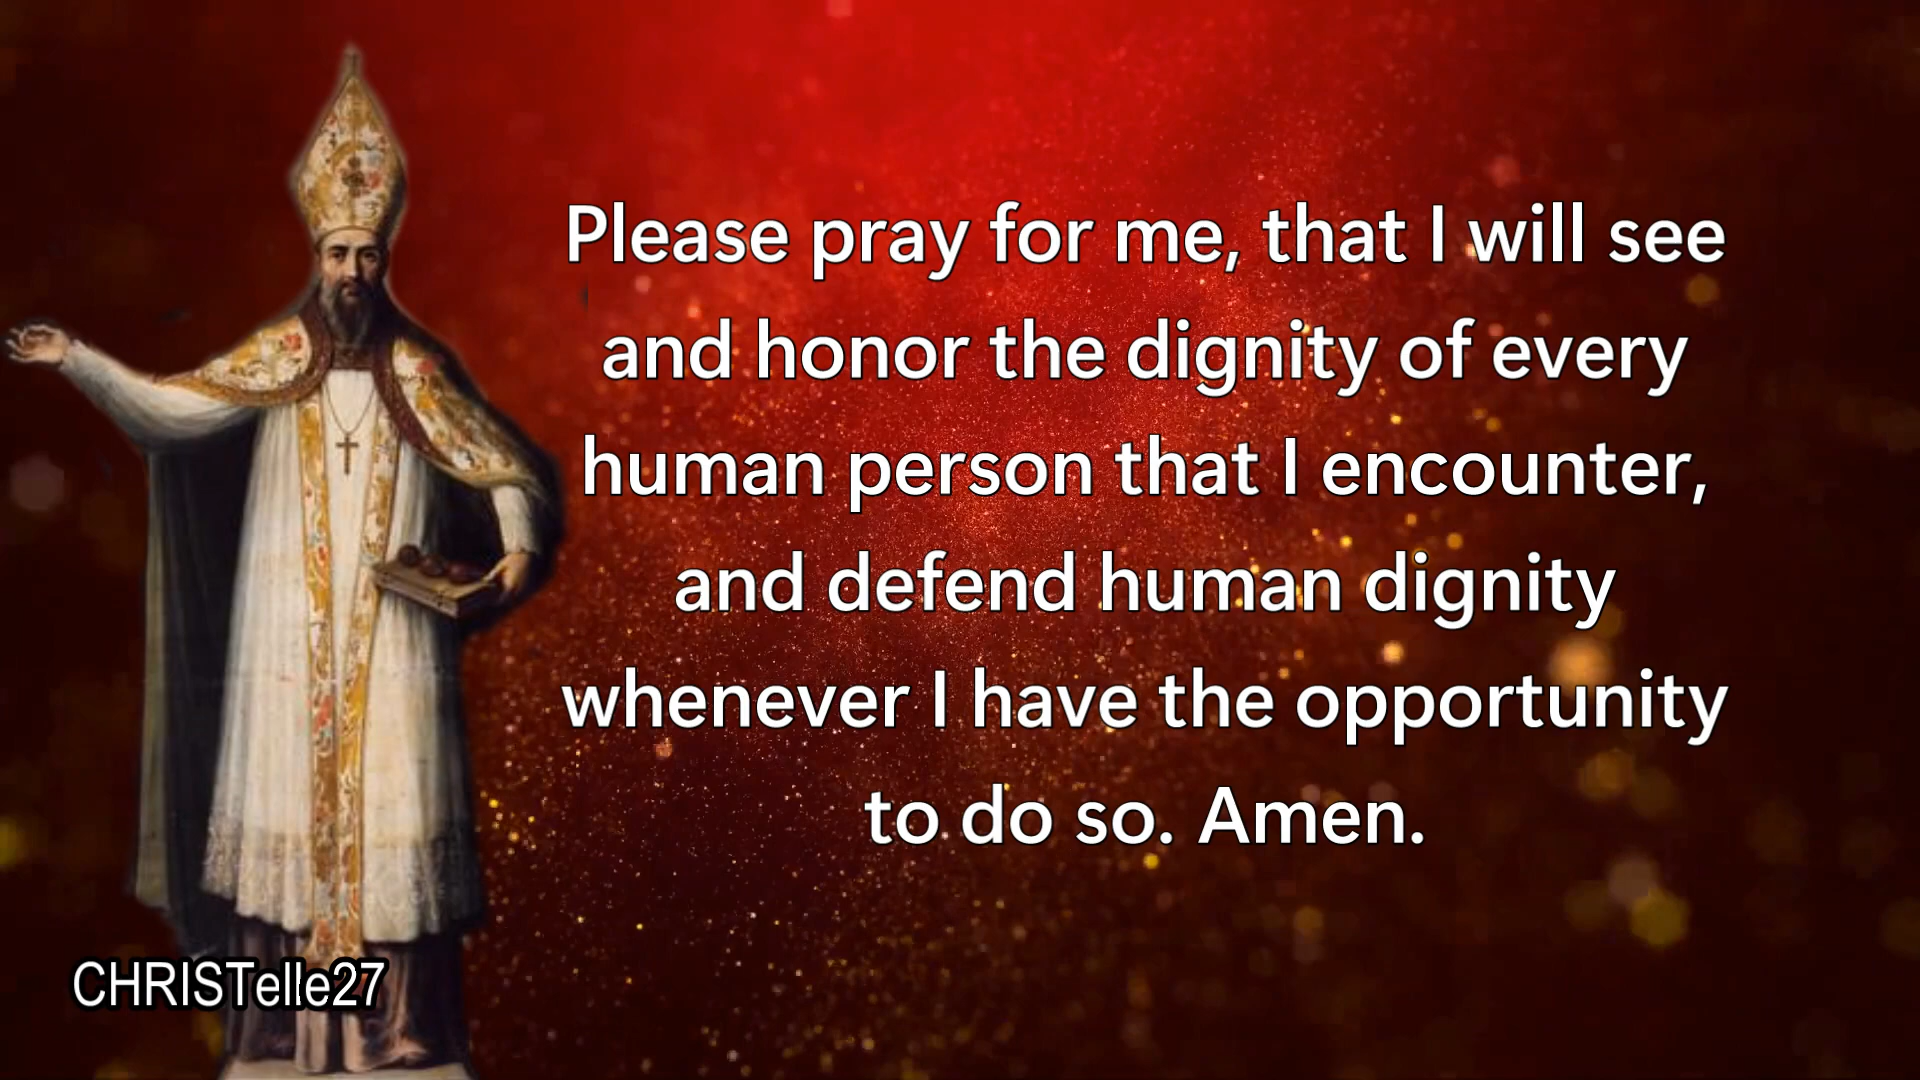 Please pray for me, that I will see
and honor the dignity of every
human person that I encounter,
and defend human dignity
whenever I have the opportunity
to do so. Amen.
CHRISTelle27